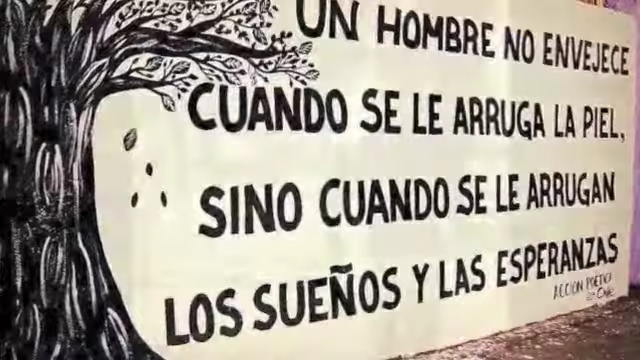 UN HOMBRE NO ENVEJECE
CUANDO SE LE ARRUGA LA PIEL,
SINO CUANDO SE LE ARRUGAN
LOS SUEÑOS Y LAS ESPERANZAS
ACCION POETICA